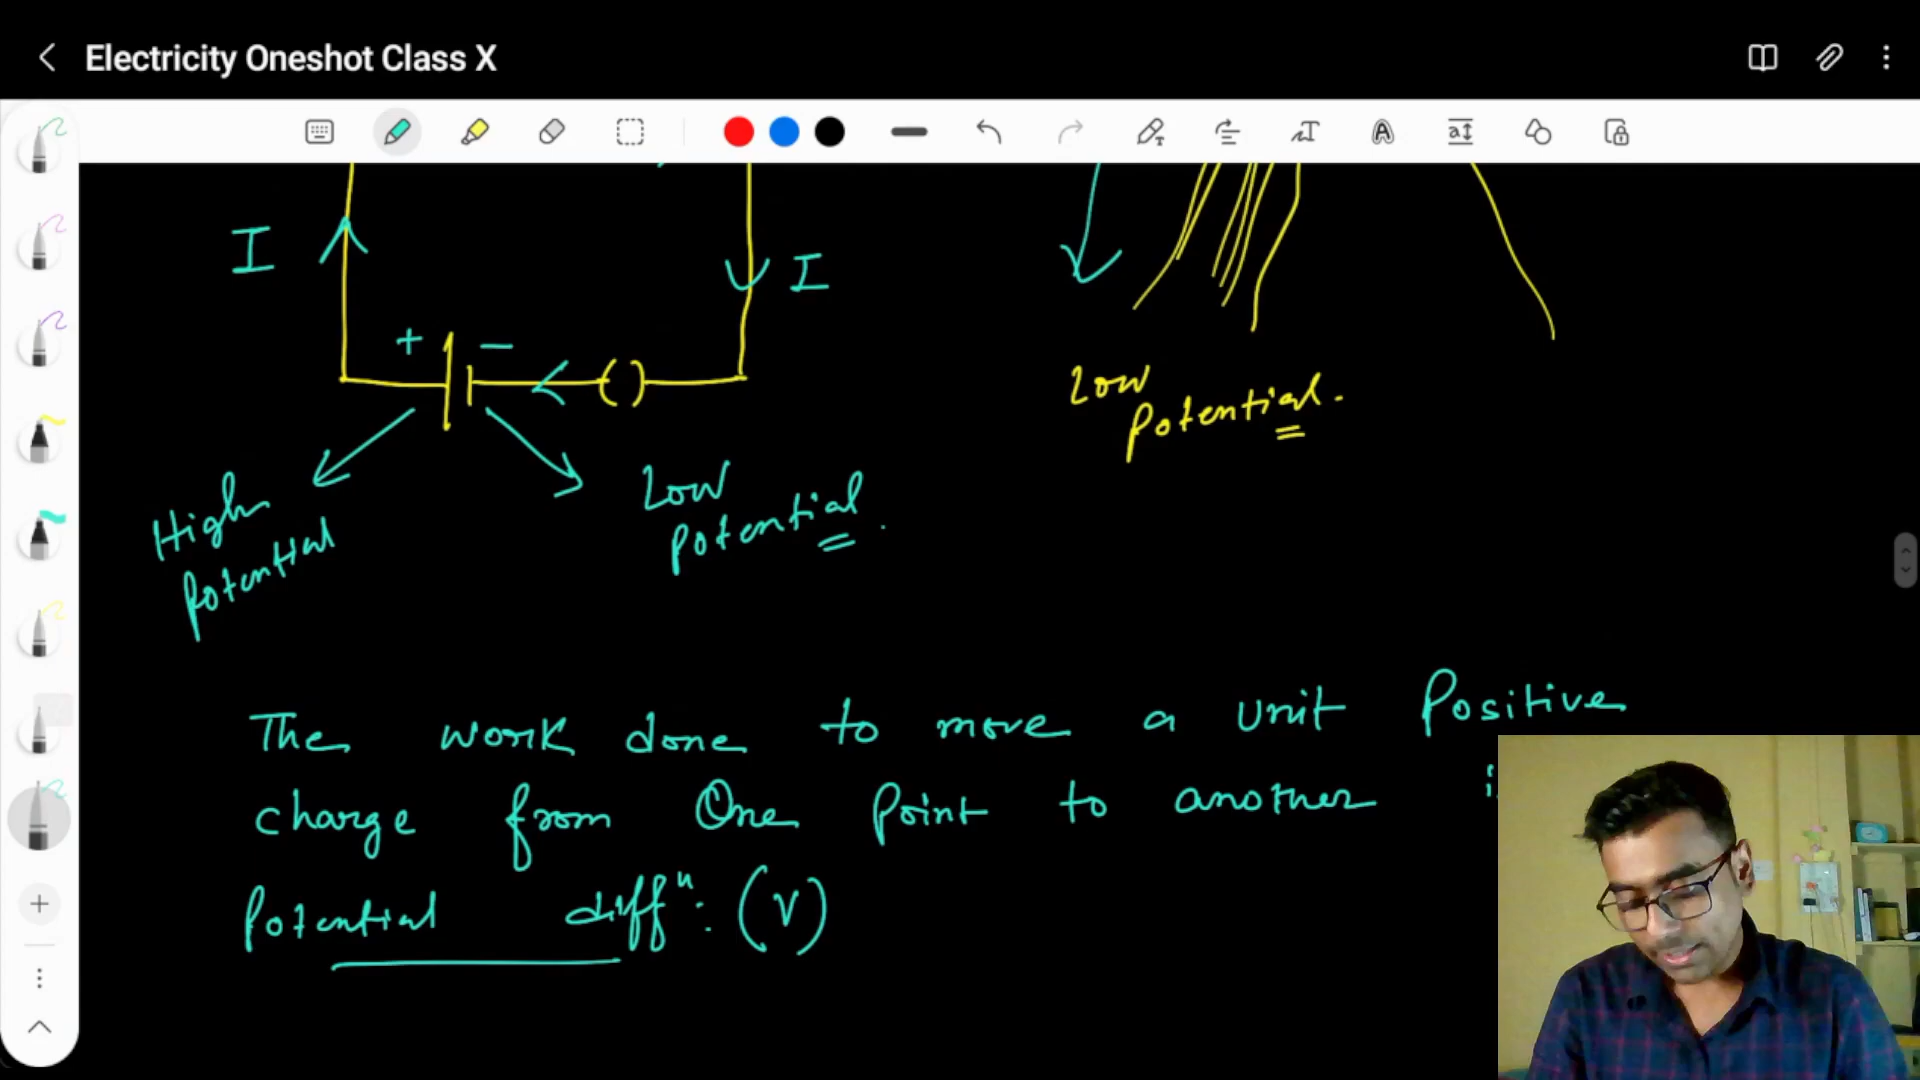 Electricity Oneshot Class X
I
I
+ −
Low
Potential.
High
Potential
Low
Potential.
The work done to move a unit Positive
charge from One Point to another
Potential diffⁿ: (V)